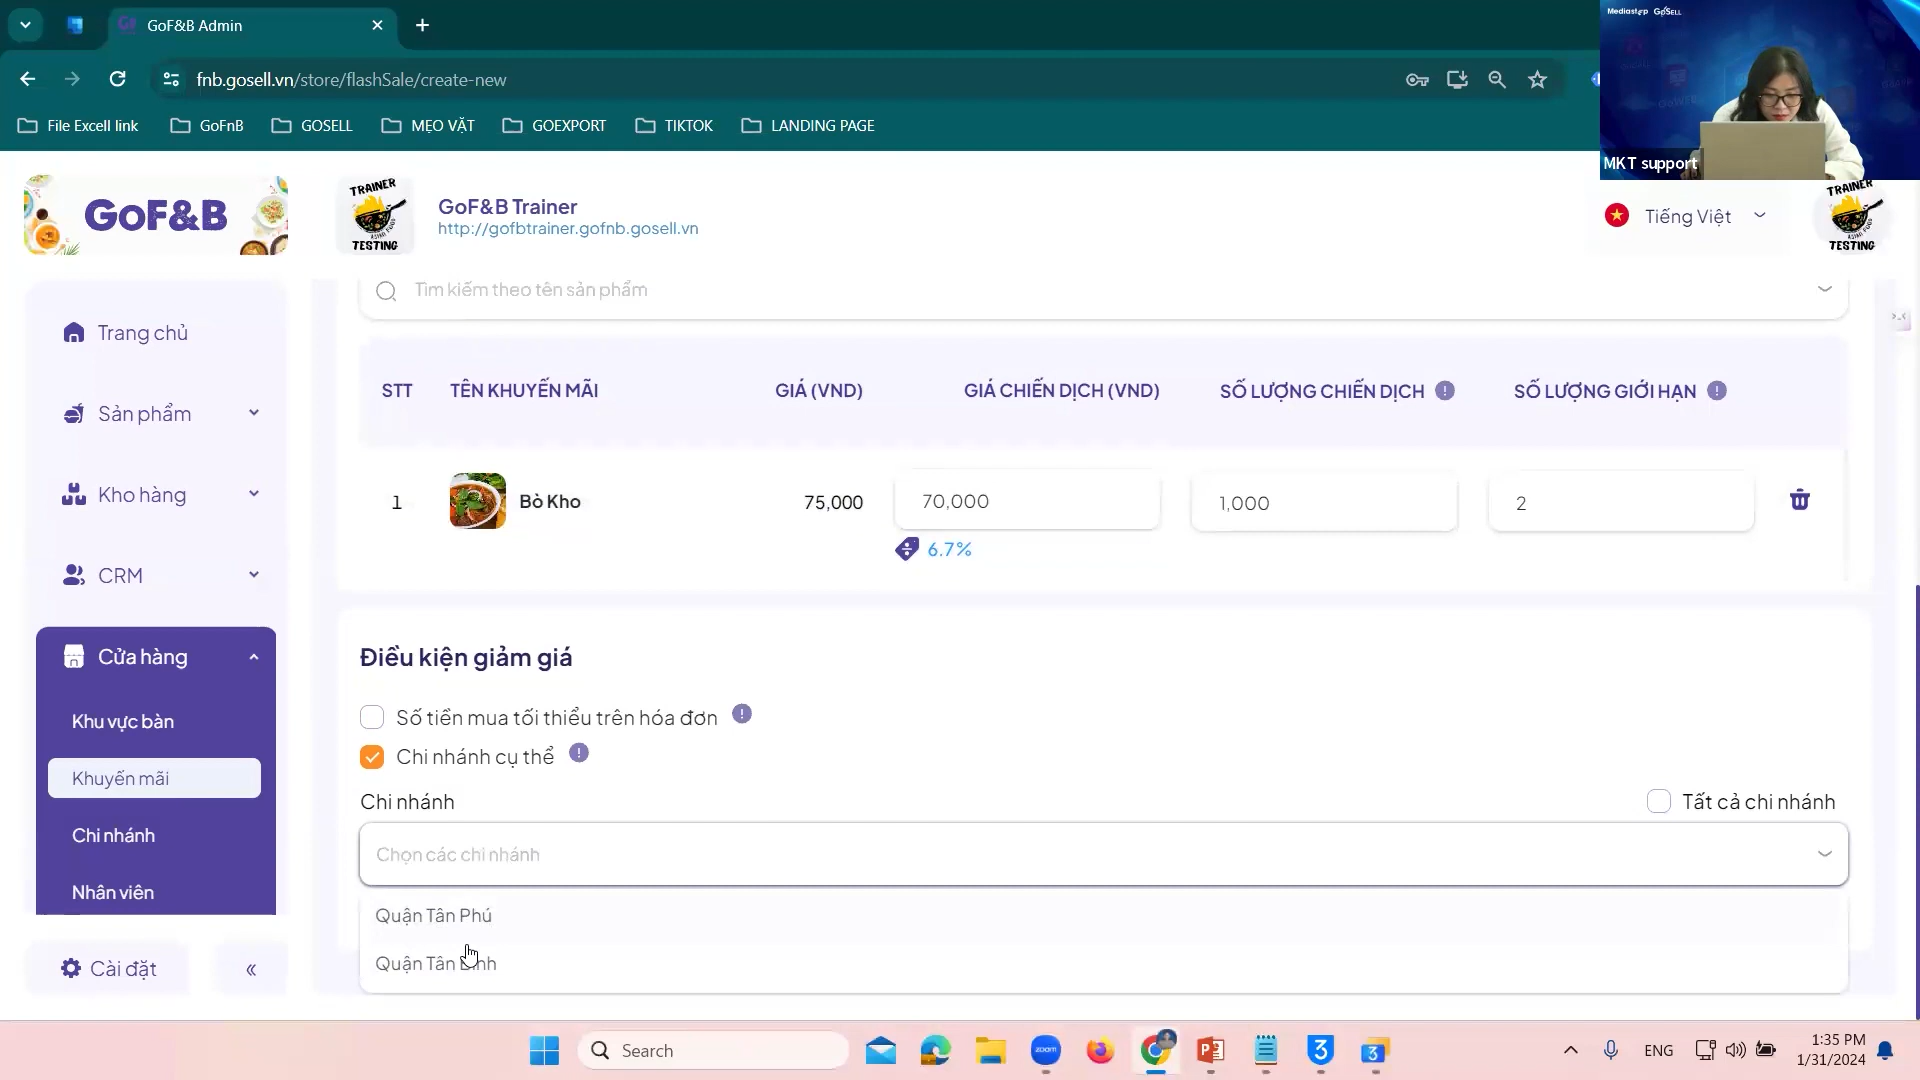 GoF&B Admin
fnb.gosell.vn/store/flashSale/create-new
File Excell link
GoFnB
GOSELL
MẸO VẶT
GOEXPORT
TIKTOK
LANDING PAGE
Mediastep GoSELL
MKT support
GoF&B
TRAINER
TESTING
GoF&B Trainer
http://gofbtrainer.gofnb.gosell.vn
Tiếng Việt
TRAINER
TESTING
Trang chủ
Sản phẩm
Kho hàng
CRM
Cửa hàng
Khu vực bàn
Khuyến mãi
Chi nhánh
Nhân viên
Cài đặt
Tìm kiếm theo tên sản phẩm
STT TÊN KHUYẾN MÃI GIÁ (VND) GIÁ CHIẾN DỊCH (VND) SỐ LƯỢNG CHIẾN DỊCH SỐ LƯỢNG GIỚI HẠN
1 Bò Kho 75,000 70,000 1,000 2
6.7%
Điều kiện giảm giá
Số tiền mua tối thiểu trên hóa đơn
Chi nhánh cụ thể
Chi nhánh
Tất cả chi nhánh
Chọn các chi nhánh
Quận Tân Phú
Quận Tân Bình
Search
zoom
ENG
1:35 PM
1/31/2024